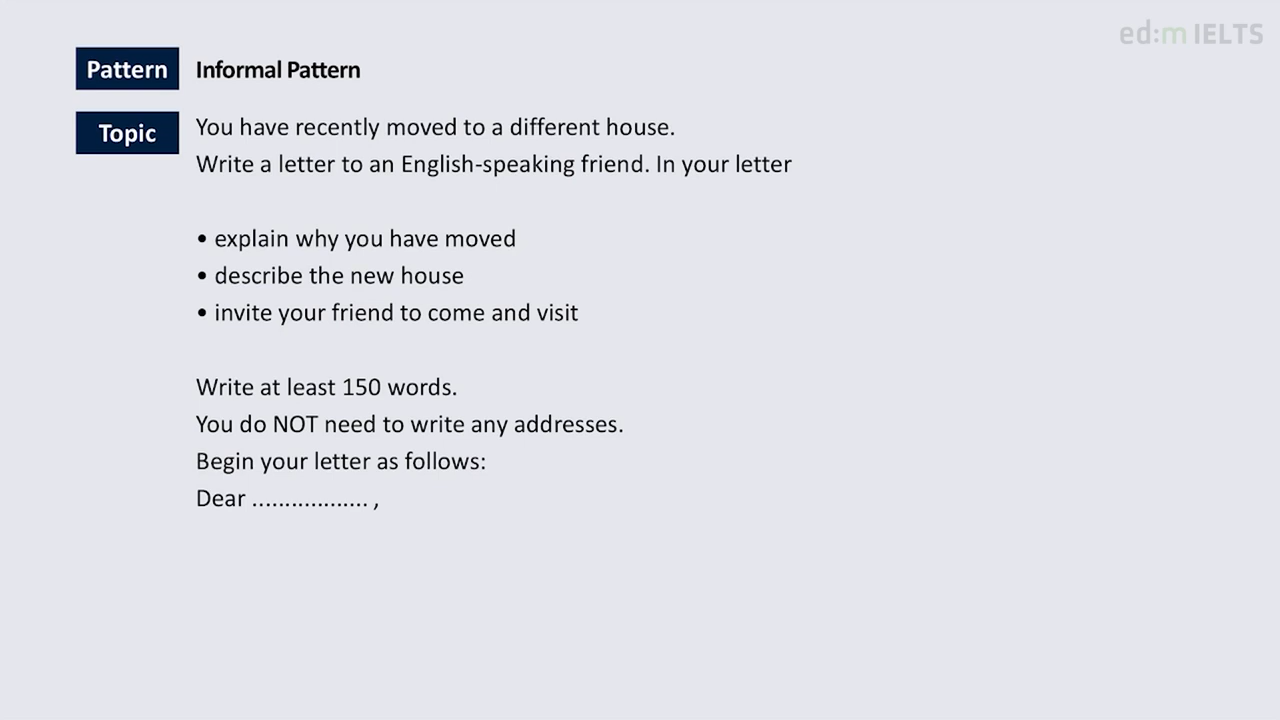 ed:m IELTS
Pattern Informal Pattern
Topic You have recently moved to a different house.
Write a letter to an English-speaking friend. In your letter
• explain why you have moved
• describe the new house
• invite your friend to come and visit
Write at least 150 words.
You do NOT need to write any addresses.
Begin your letter as follows:
Dear .................. ,